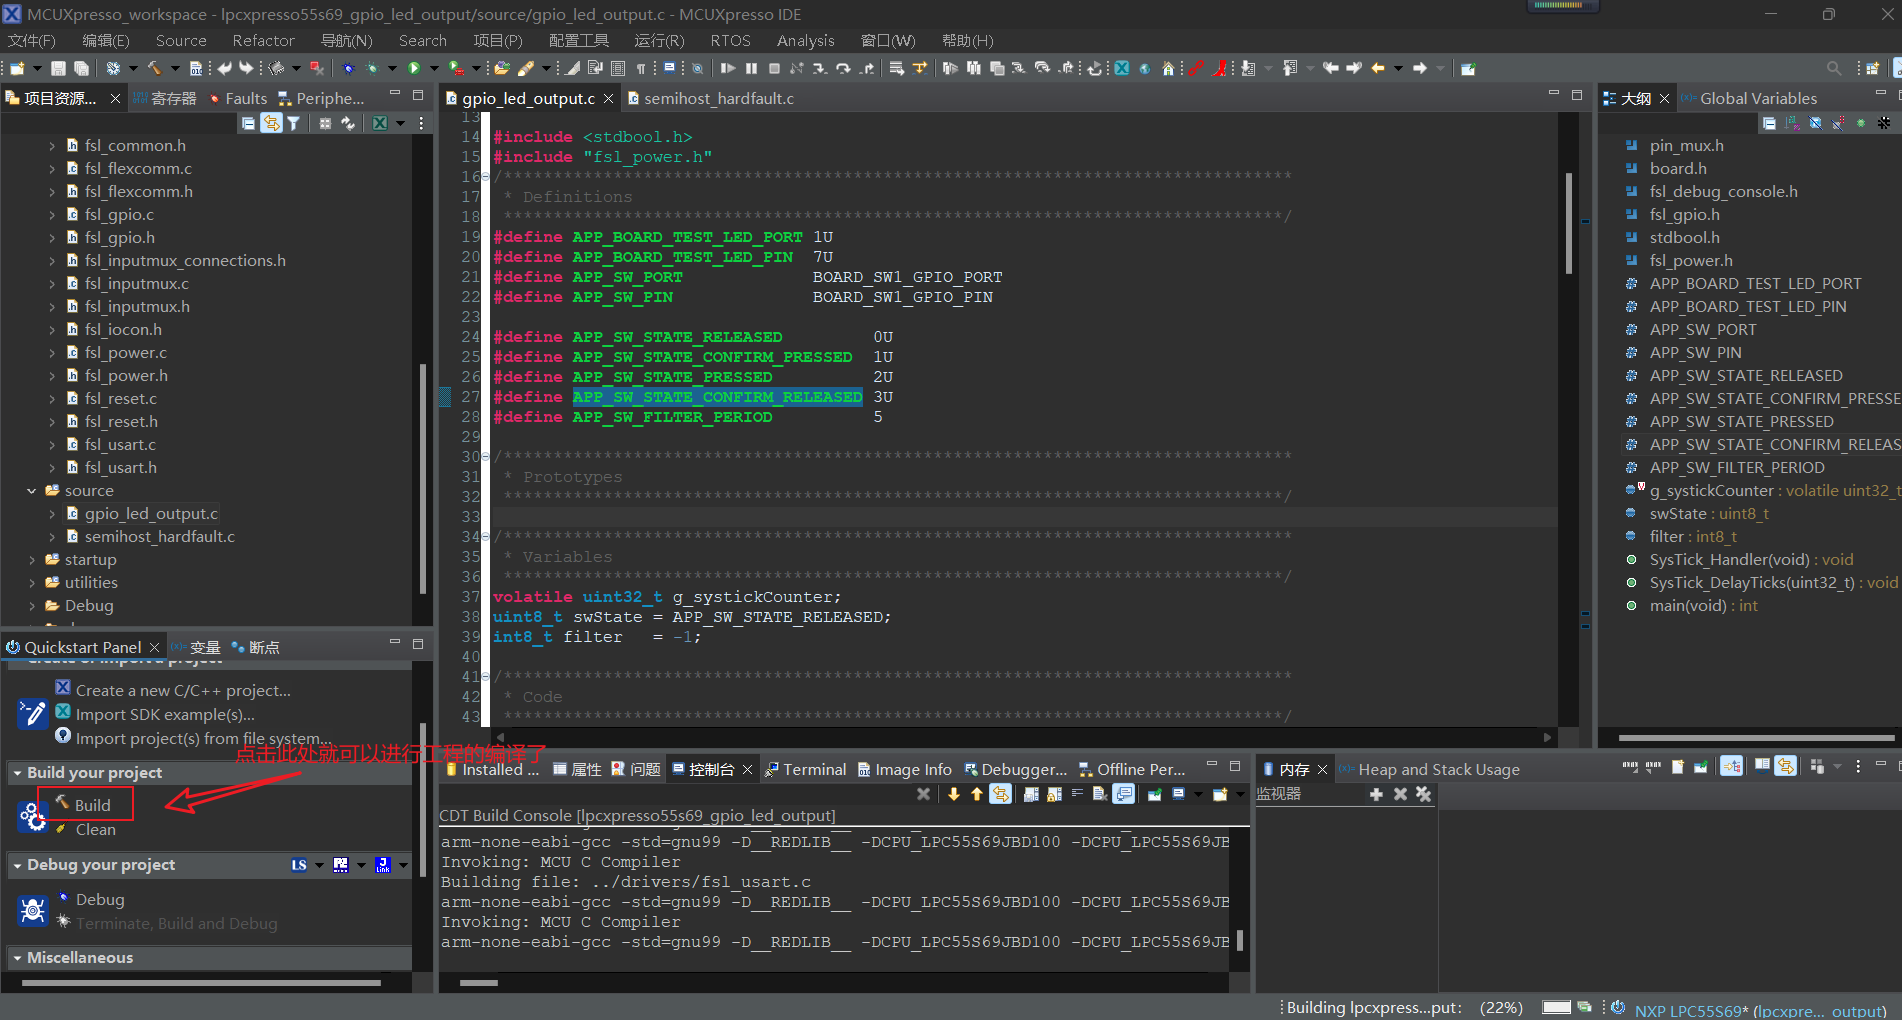 MCUXpresso_workspace - lpcxpresso55s69_gpio_led_output/source/gpio_led_output.c - MCUXpresso IDE
文件(F) 编辑(E) Source Refactor 导航(N) Search 项目(P) 配置工具 运行(R) RTOS Analysis 窗口(W) 帮助(H)
项目资源... 寄存器 Faults Periphe...
fsl_common.h
fsl_flexcomm.c
fsl_flexcomm.h
fsl_gpio.c
fsl_gpio.h
fsl_inputmux_connections.h
fsl_inputmux.c
fsl_inputmux.h
fsl_iocon.h
fsl_power.c
fsl_power.h
fsl_reset.c
fsl_reset.h
fsl_usart.c
fsl_usart.h
source
gpio_led_output.c
semihost_hardfault.c
startup
utilities
Debug
gpio_led_output.c semihost_hardfault.c
13
14 #include <stdbool.h>
15 #include "fsl_power.h"
16 /*******************************************************************************
17 * Definitions
18 ******************************************************************************/
19 #define APP_BOARD_TEST_LED_PORT 1U
20 #define APP_BOARD_TEST_LED_PIN 7U
21 #define APP_SW_PORT BOARD_SW1_GPIO_PORT
22 #define APP_SW_PIN BOARD_SW1_GPIO_PIN
23
24 #define APP_SW_STATE_RELEASED 0U
25 #define APP_SW_STATE_CONFIRM_PRESSED 1U
26 #define APP_SW_STATE_PRESSED 2U
27 #define APP_SW_STATE_CONFIRM_RELEASED 3U
28 #define APP_SW_FILTER_PERIOD 5
29
30 /*******************************************************************************
31 * Prototypes
32 ******************************************************************************/
33
34 /*******************************************************************************
35 * Variables
36 ******************************************************************************/
37 volatile uint32_t g_systickCounter;
38 uint8_t swState = APP_SW_STATE_RELEASED;
39 int8_t filter = -1;
40
41 /*******************************************************************************
42 * Code
43 ******************************************************************************/
大纲 Global Variables
pin_mux.h
board.h
fsl_debug_console.h
fsl_gpio.h
stdbool.h
fsl_power.h
APP_BOARD_TEST_LED_PORT
APP_BOARD_TEST_LED_PIN
APP_SW_PORT
APP_SW_PIN
APP_SW_STATE_RELEASED
APP_SW_STATE_CONFIRM_PRESSE
APP_SW_STATE_PRESSED
APP_SW_STATE_CONFIRM_RELEAS
APP_SW_FILTER_PERIOD
g_systickCounter : volatile uint32_t
swState : uint8_t
filter : int8_t
SysTick_Handler(void) : void
SysTick_DelayTicks(uint32_t) : void
main(void) : int
Quickstart Panel 变量 断点
Create or import a project
Create a new C/C++ project...
Import SDK example(s)...
Import project(s) from file system...
点击此处就可以进行工程的编译了
Build your project
Build
Clean
Debug your project LS
Debug
Terminate, Build and Debug
Miscellaneous
Installed ... 属性 问题 控制台 Terminal Image Info Debugger... Offline Per...
CDT Build Console [lpcxpresso55s69_gpio_led_output]
arm-none-eabi-gcc -std=gnu99 -D__REDLIB__ -DCPU_LPC55S69JBD100 -DCPU_LPC55S69JB
Invoking: MCU C Compiler
Building file: ../drivers/fsl_usart.c
arm-none-eabi-gcc -std=gnu99 -D__REDLIB__ -DCPU_LPC55S69JBD100 -DCPU_LPC55S69JB
Invoking: MCU C Compiler
arm-none-eabi-gcc -std=gnu99 -D__REDLIB__ -DCPU_LPC55S69JBD100 -DCPU_LPC55S69JB
内存 Heap and Stack Usage
监视器
Building lpcxpress...put: (22%) NXP LPC55S69* (lpcxpre..._output)